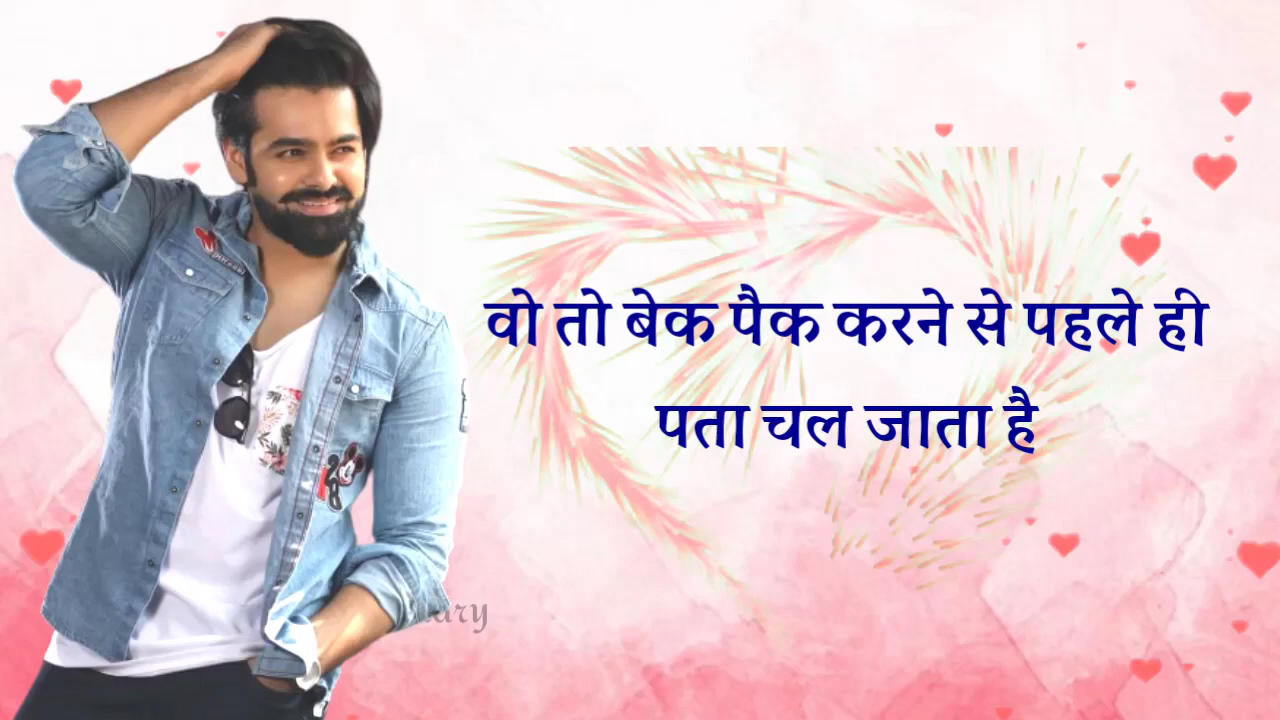 वो तो बेक पैक करने से पहले ही
पता चल जाता है